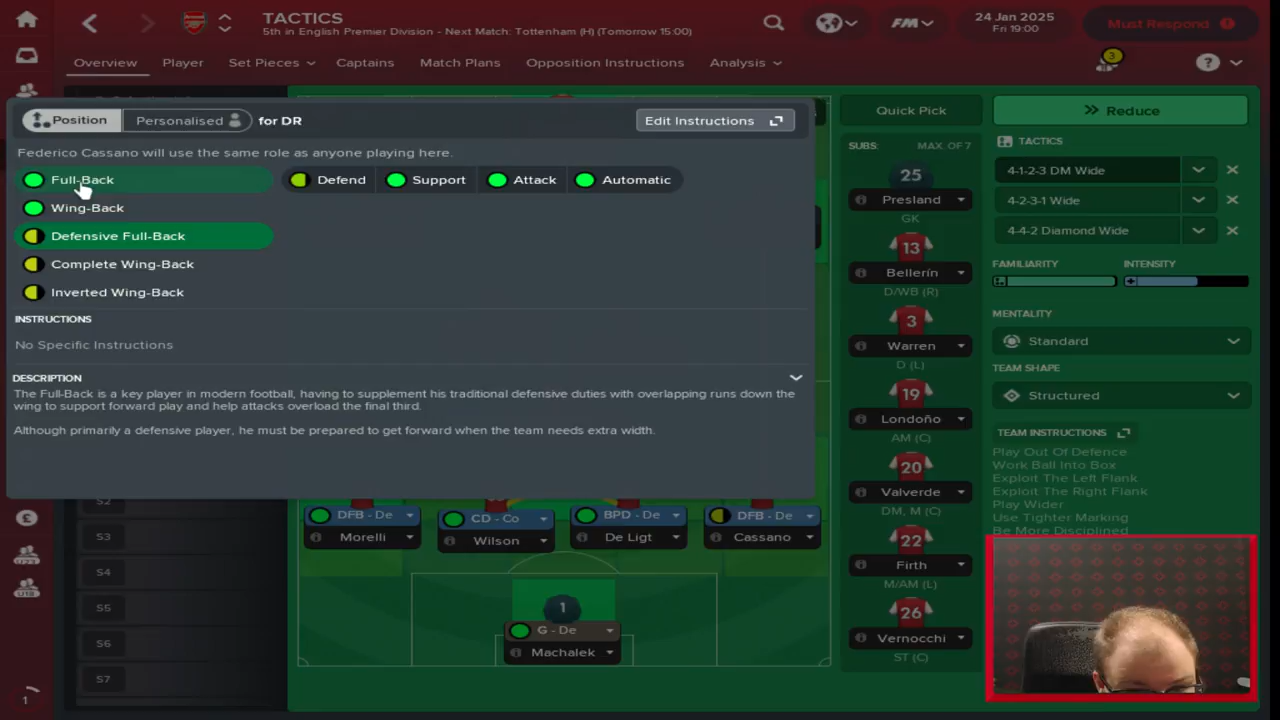 TACTICS
5th in English Premier Division - Next Match: Tottenham (H) (Tomorrow 15:00)
FM
24 Jan 2025
Fri 19:00
Must Respond
Overview
Player
Set Pieces
Captains
Match Plans
Opposition Instructions
Analysis
3
?
Position
Personalised
for DR
Edit Instructions
Federico Cassano will use the same role as anyone playing here.
Full-Back
Defend
Support
Attack
Automatic
Wing-Back
Defensive Full-Back
Complete Wing-Back
Inverted Wing-Back
INSTRUCTIONS
No Specific Instructions
DESCRIPTION
The Full-Back is a key player in modern football, having to supplement his traditional defensive duties with overlapping runs down the
wing to support forward play and help attacks overload the final third.
Although primarily a defensive player, he must be prepared to get forward when the team needs extra width.
S2
S3
S4
S5
S6
S7
DFB - De
Morelli
CD - Co
Wilson
BPD - De
De Ligt
DFB - De
Cassano
1
G - De
Machalek
Quick Pick
SUBS:
MAX. OF 7
25
Presland
GK
13
Bellerín
D/WB (R)
3
Warren
D (L)
19
Londoño
AM (C)
20
Valverde
DM, M (C)
22
Firth
M/AM (L)
26
Vernocchi
ST (C)
Reduce
TACTICS
4-1-2-3 DM Wide
4-2-3-1 Wide
4-4-2 Diamond Wide
FAMILIARITY
INTENSITY
MENTALITY
Standard
TEAM SHAPE
Structured
TEAM INSTRUCTIONS
Play Out Of Defence
Work Ball Into Box
Exploit The Left Flank
Exploit The Right Flank
Play Wider
Use Tighter Marking
Be More Disciplined
U23
U18
1